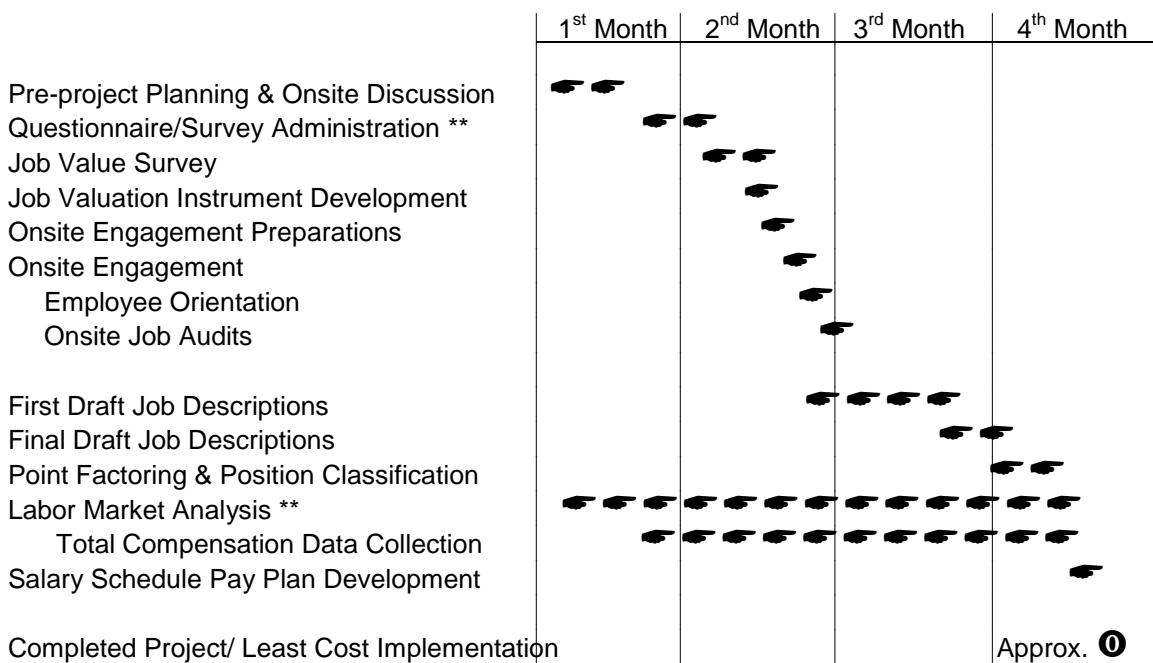 1st Month 2nd Month 3rd Month 4th Month
Pre-project Planning & Onsite Discussion
Questionnaire/Survey Administration **
Job Value Survey
Job Valuation Instrument Development
Onsite Engagement Preparations
Onsite Engagement
Employee Orientation
Onsite Job Audits
First Draft Job Descriptions
Final Draft Job Descriptions
Point Factoring & Position Classification
Labor Market Analysis **
Total Compensation Data Collection
Salary Schedule Pay Plan Development
Completed Project/ Least Cost Implementation Approx. ⓿